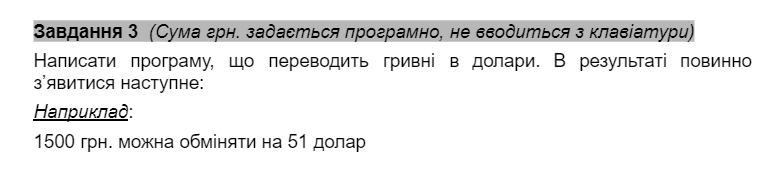 Завдання 3 (Сума грн. задається програмно, не вводиться з клавіатури)
Написати програму, що переводить гривні в долари. В результаті повинно
з’явитися наступне:
Наприклад:
1500 грн. можна обміняти на 51 долар